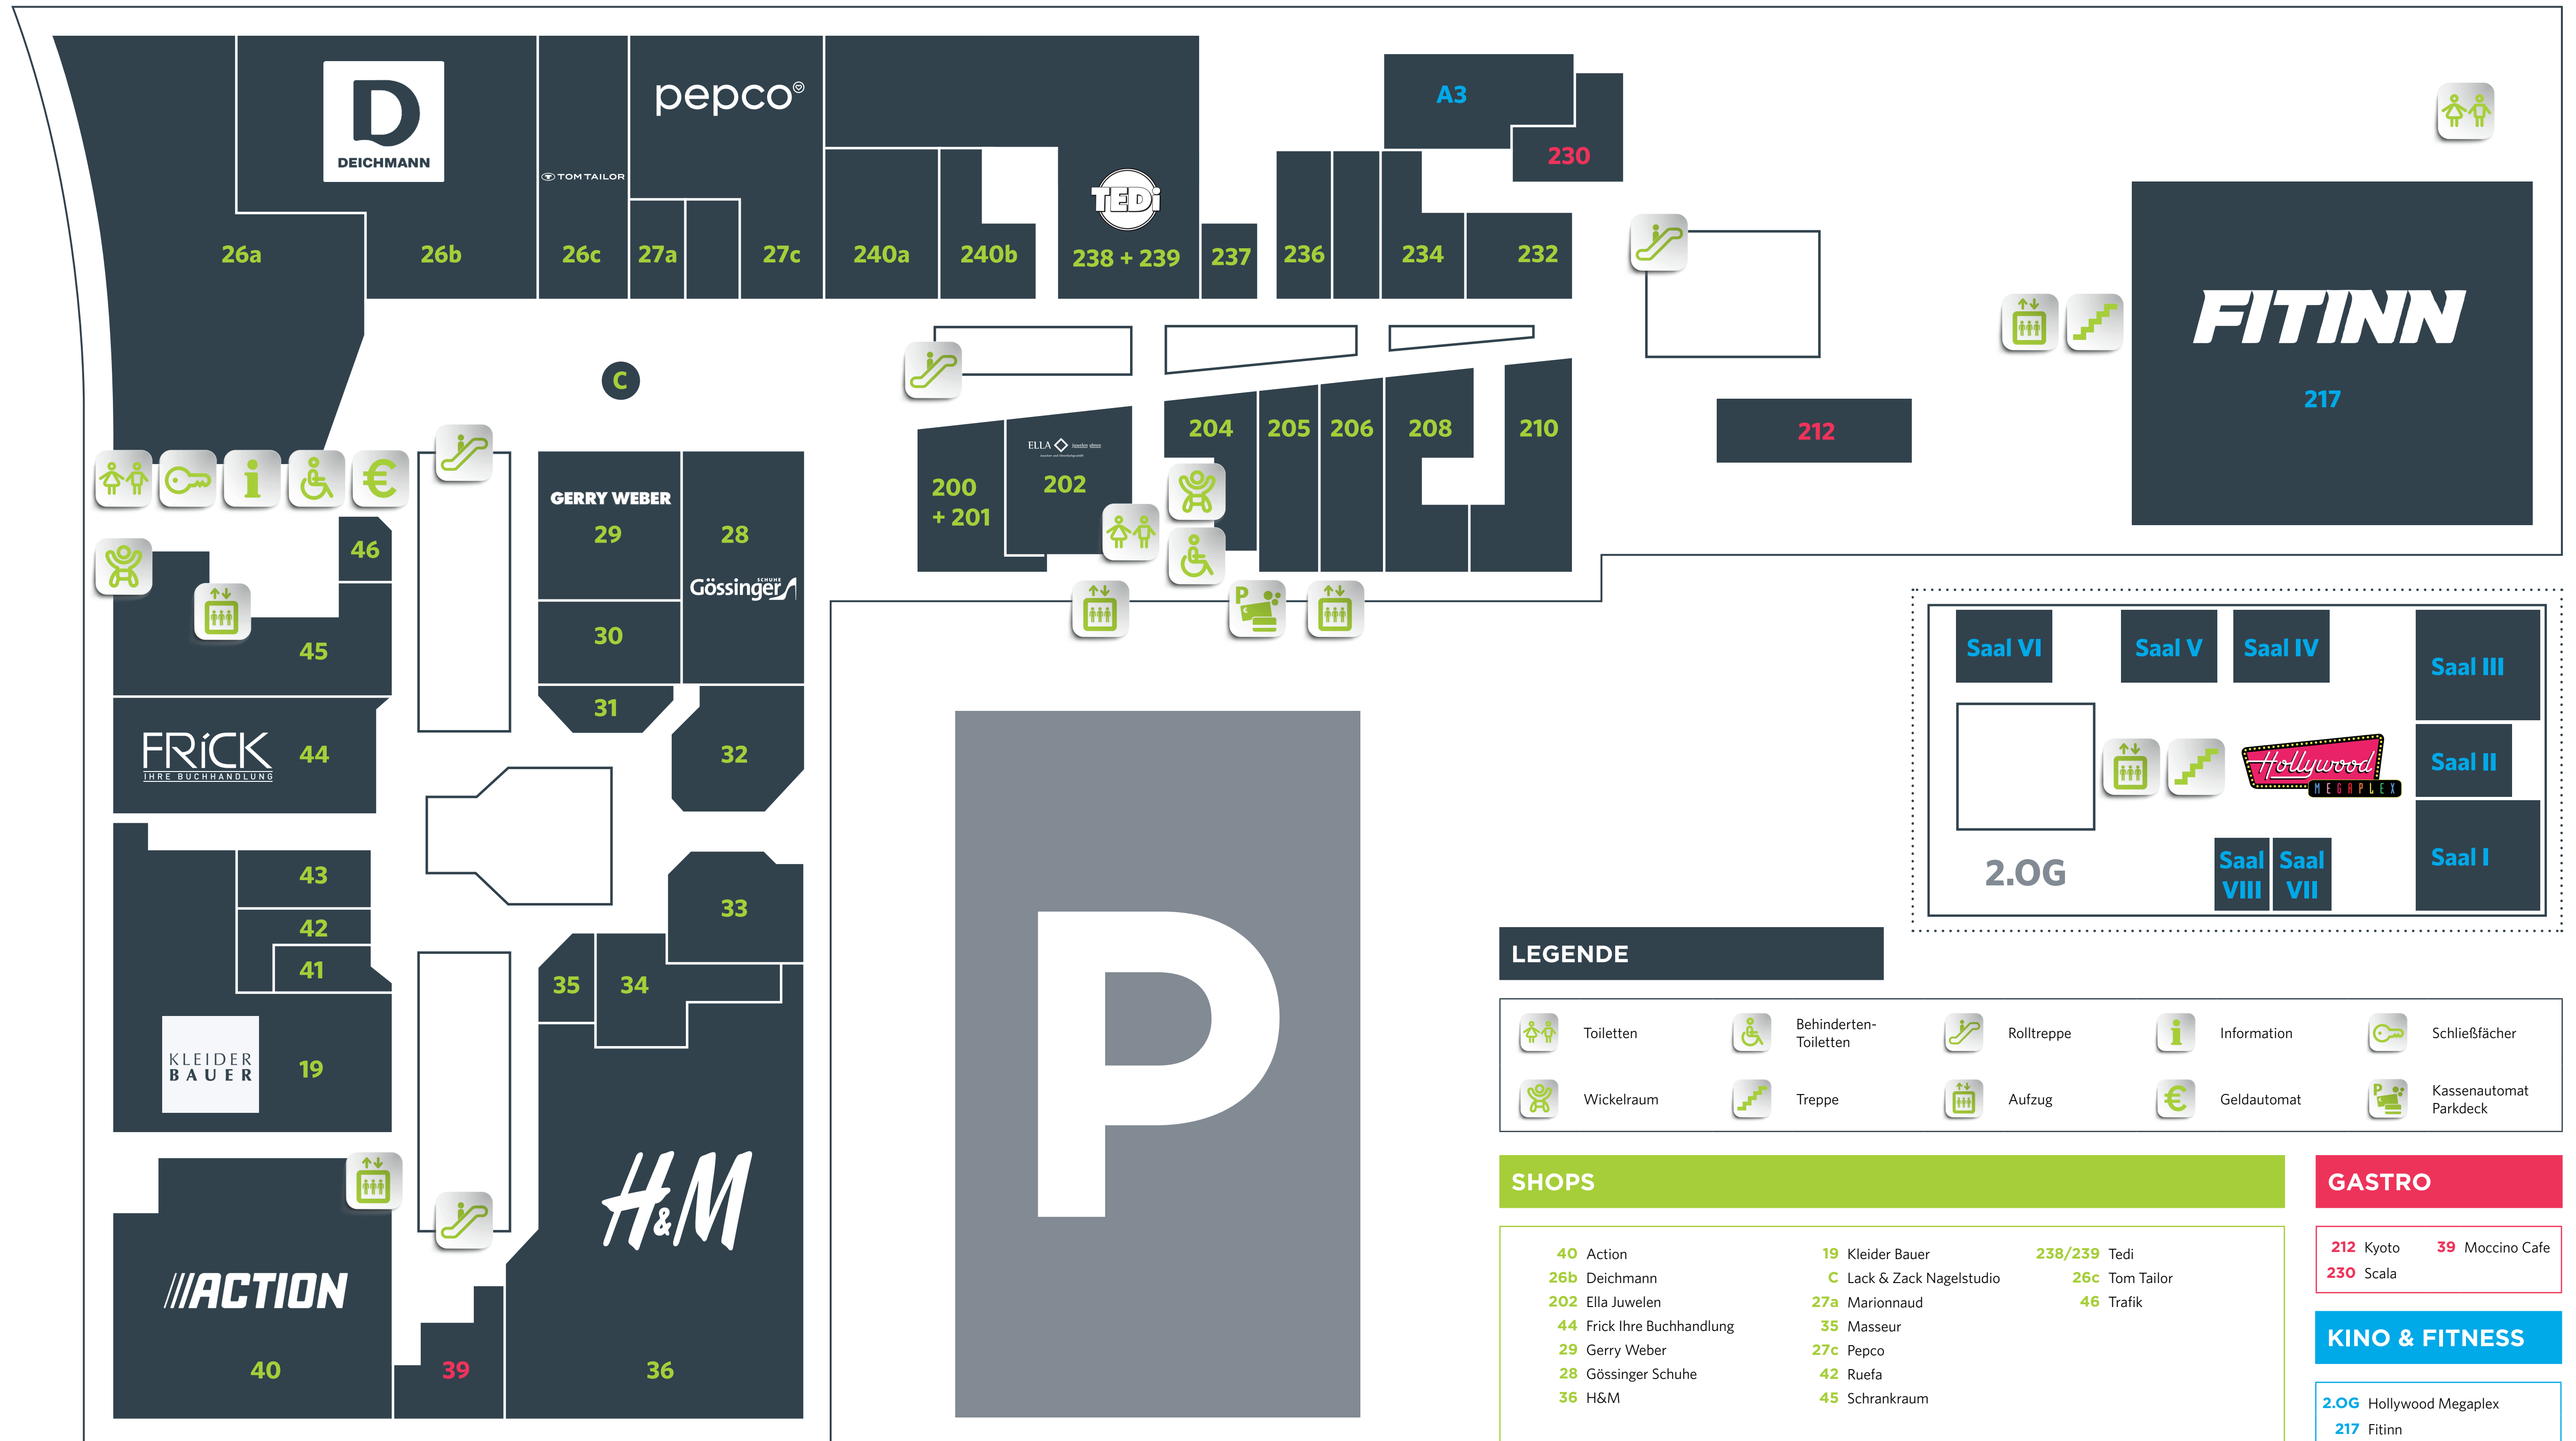 D
DEICHMANN
pepco
TOM TAILOR
TEDi
A3
230
26a
26b
26c
27a
27c
240a
240b
238 + 239
237
236
234
232
FITINN
217
C
ELLA
202
200
+ 201
204
205
206
208
210
212
GERRY WEBER
29
28
SCHUHE
Gössinger
46
45
30
31
32
FRiCK
IHRE BUCHHANDLUNG
44
43
42
41
33
35
34
KLEIDER
BAUER
19
H&M
36
ACTION
40
39
P
P
Saal VI
Saal V
Saal IV
Saal III
Saal II
Saal I
Hollywood
MEGAPLEX
2.OG
Saal
VIII
Saal
VII
LEGENDE
Toiletten
Behinderten-
Toiletten
Rolltreppe
Information
Schließfächer
Wickelraum
Treppe
Aufzug
Geldautomat
Kassenautomat
Parkdeck
SHOPS
40 Action
26b Deichmann
202 Ella Juwelen
44 Frick Ihre Buchhandlung
29 Gerry Weber
28 Gössinger Schuhe
36 H&M
19 Kleider Bauer
C Lack & Zack Nagelstudio
27a Marionnaud
35 Masseur
27c Pepco
42 Ruefa
45 Schrankraum
238/239 Tedi
26c Tom Tailor
46 Trafik
GASTRO
212 Kyoto
39 Moccino Cafe
230 Scala
KINO & FITNESS
2.OG Hollywood Megaplex
217 Fitinn